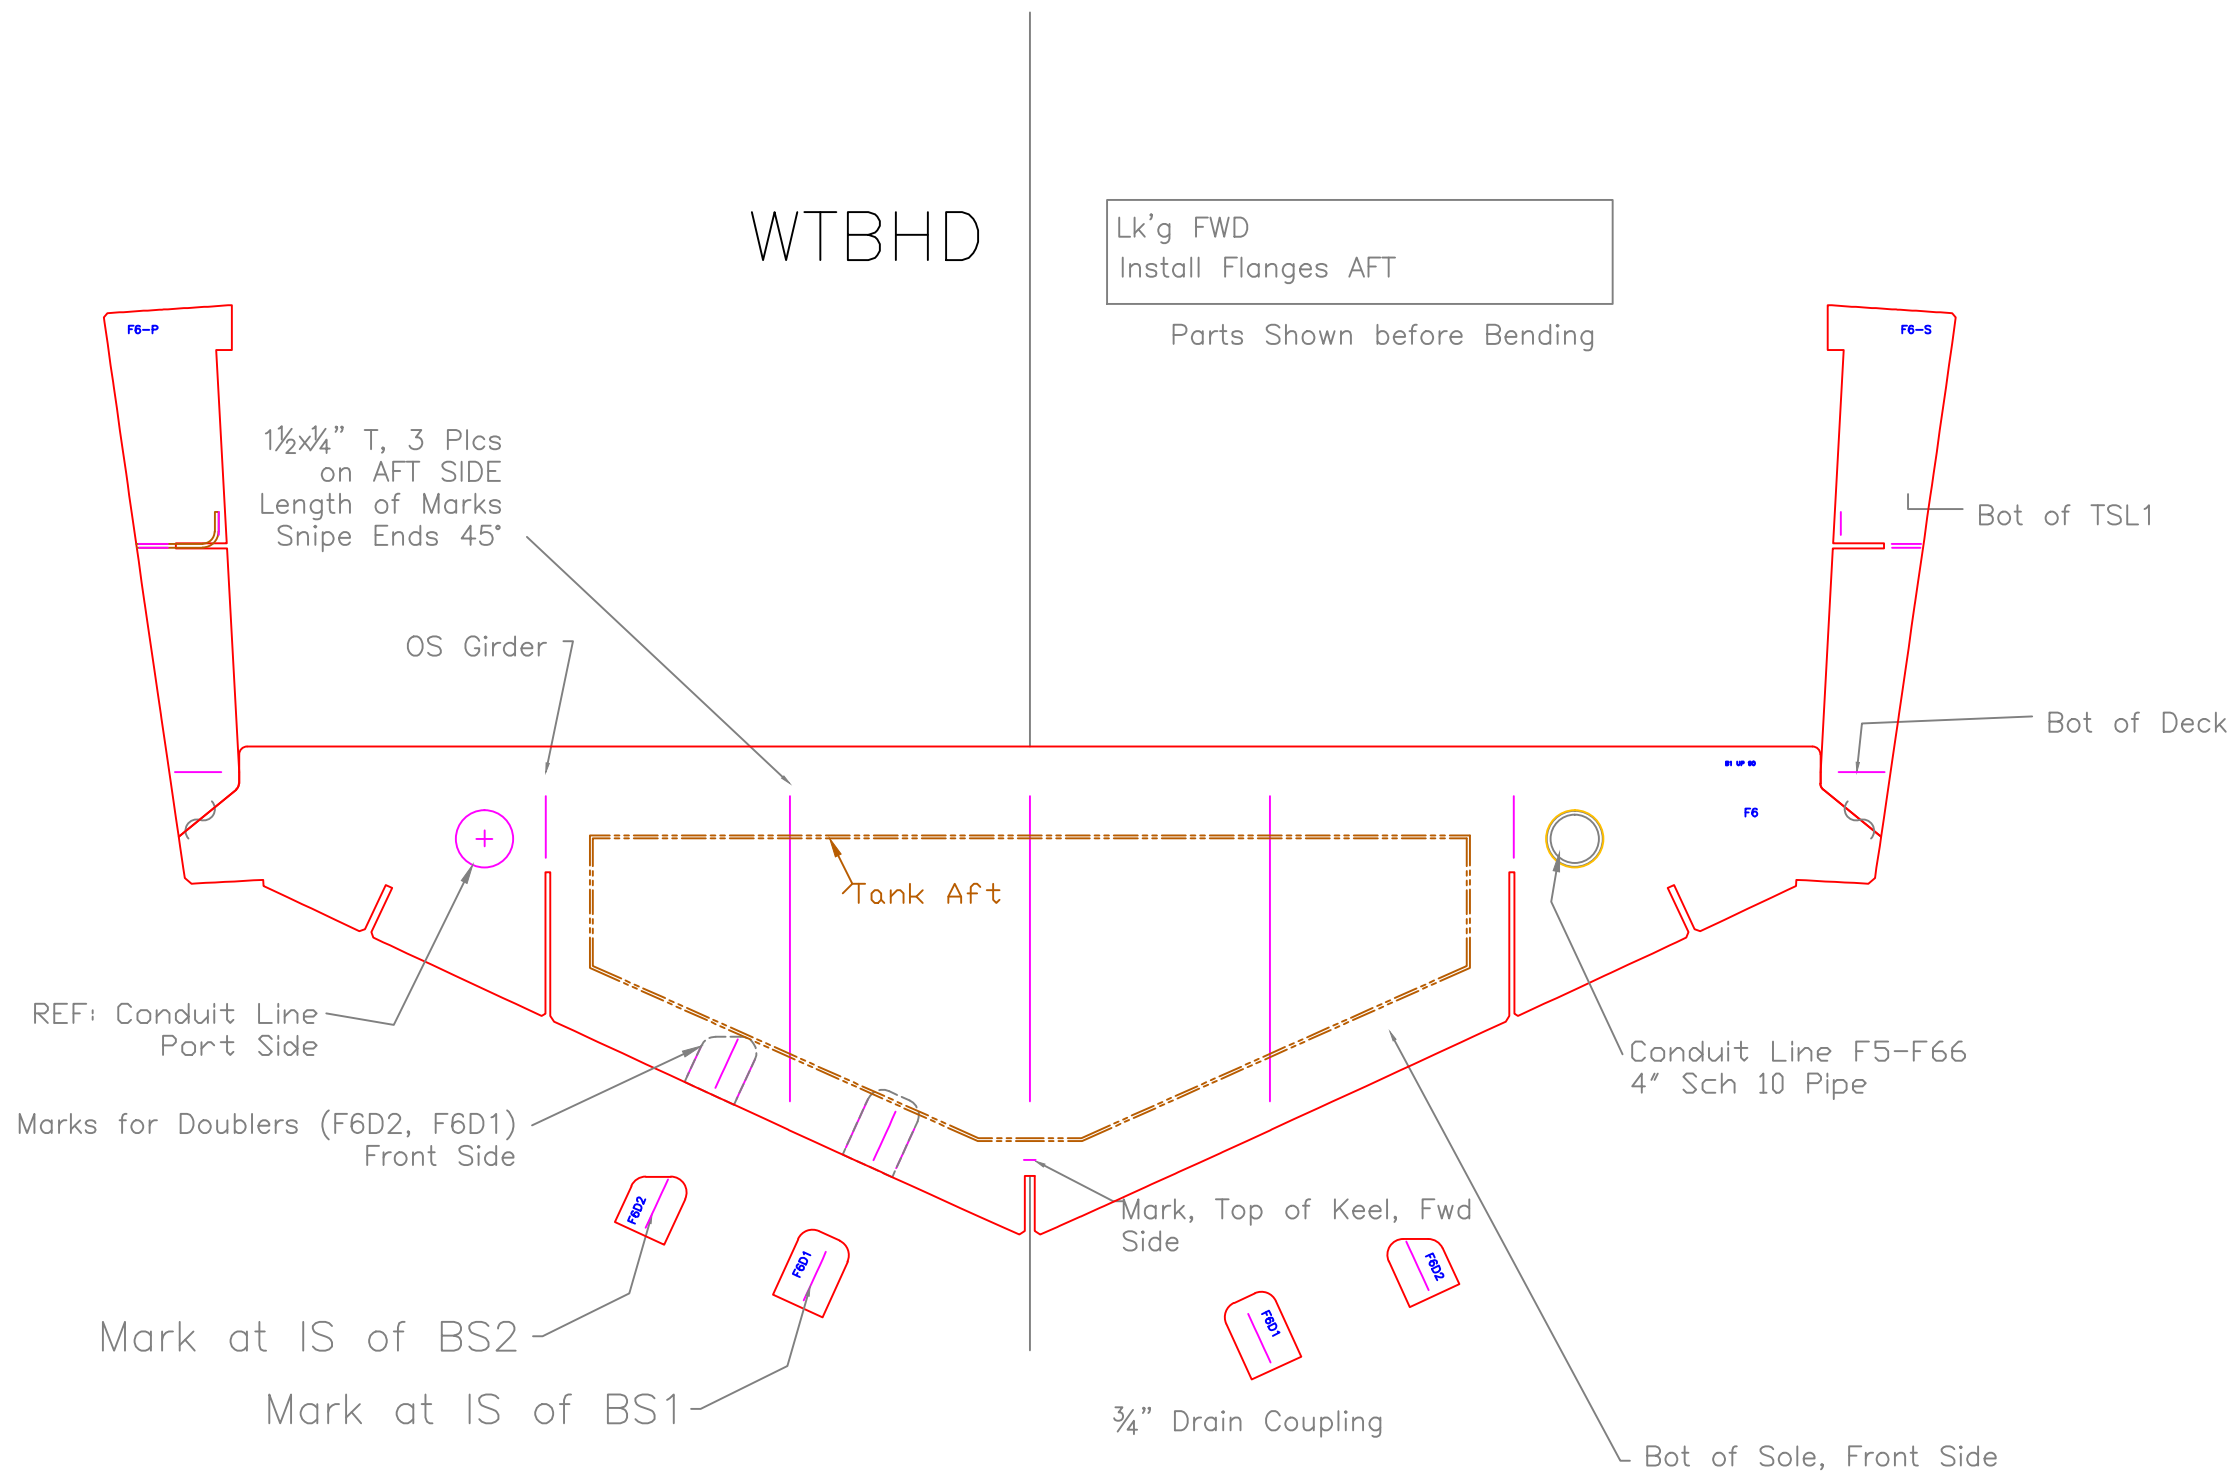 WTBHD
Lk'g FWD
Install Flanges AFT
Parts Shown before Bending
F6-P
F6-S
1½x¼" T, 3 Plcs
on AFT SIDE
Length of Marks
Snipe Ends 45°
Bot of TSL1
OS Girder
Bot of Deck
B1 UP SO
F6
Tank Aft
REF: Conduit Line
Port Side
Conduit Line F5-F66
4" Sch 10 Pipe
Marks for Doublers (F6D2, F6D1)
Front Side
Mark, Top of Keel, Fwd
Side
F6D2
F6D1
F6D2
F6D1
Mark at IS of BS2
Mark at IS of BS1
¾" Drain Coupling
Bot of Sole, Front Side